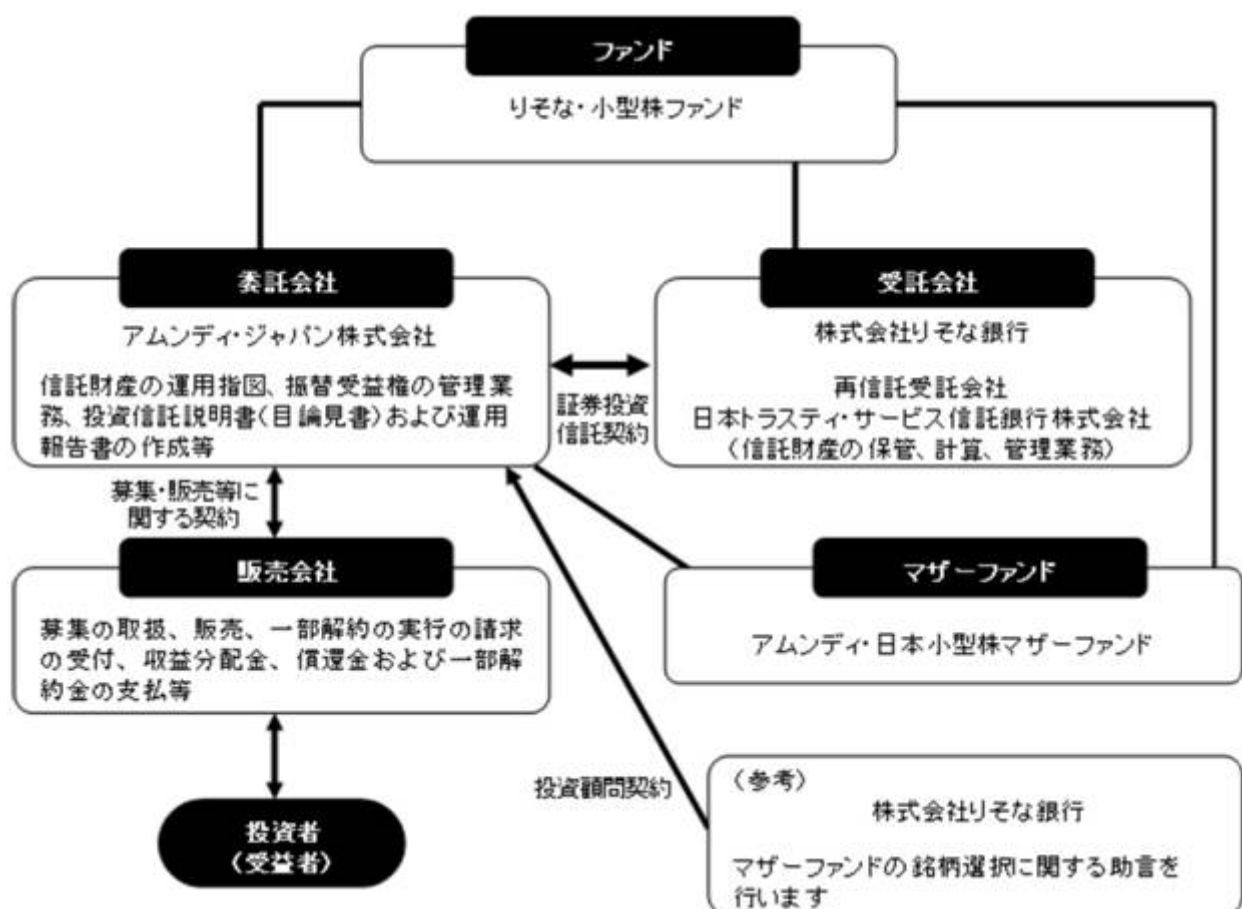 ファンド
りそな・小型株ファンド
委託会社
アムンディ・ジャパン株式会社
信託財産の運用指図、振替受益権の管理業
務、投資信託説明書(目論見書)および運用
報告書の作成等
証券投資
信託契約
受託会社
株式会社りそな銀行
再信託受託会社
日本トラスティ・サービス信託銀行株式会社
(信託財産の保管、計算、管理業務)
募集・販売等に
関する契約
販売会社
募集の取扱、販売、一部解約の実行の請求
の受付、収益分配金、償還金および一部解
約金の支払等
マザーファンド
アムンディ・日本小型株マザーファンド
投資者
(受益者)
投資顧問契約
(参考)
株式会社りそな銀行
マザーファンドの銘柄選択に関する助言を
行います